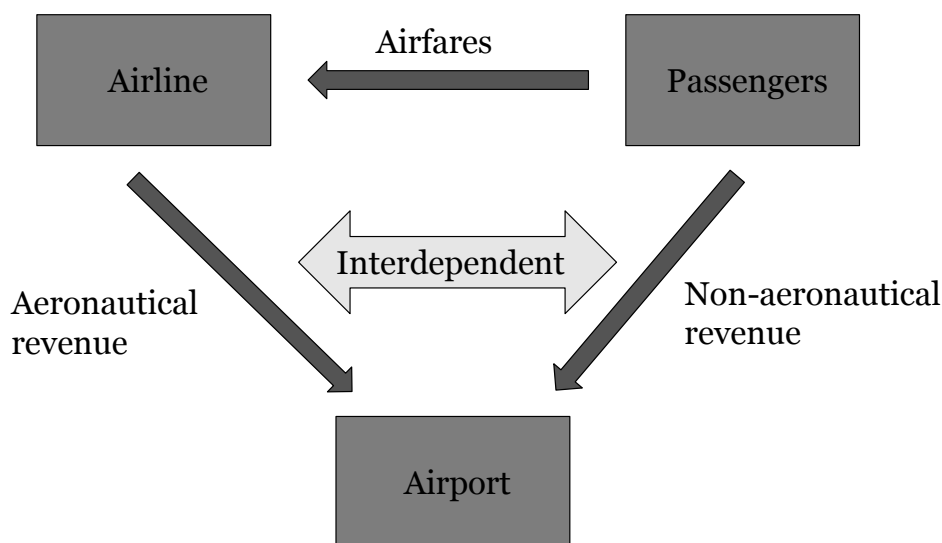 Airfares
Airline
Passengers
Interdependent
Aeronautical
revenue
Non-aeronautical
revenue
Airport